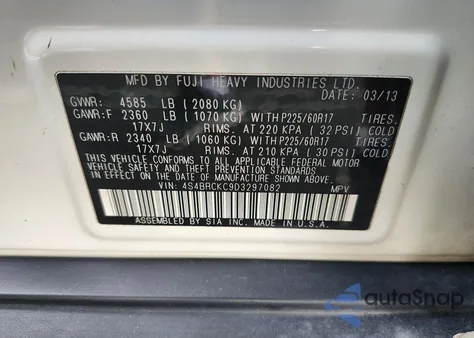 MFD BY FUJI HEAVY INDUSTRIES LTD.
DATE: 03/13
GVWR: 4585 LB (2080 KG)
GAWR:F 2360 LB (1070 KG) WITH P225/60R17 TIRES.
17X7J RIMS. AT 220 KPA (32 PSI) COLD
GAWR:R 2340 LB (1060 KG) WITH P225/60R17 TIRES.
17X7J RIMS. AT 210 KPA (30 PSI) COLD
THIS VEHICLE CONFORMS TO ALL APPLICABLE FEDERAL MOTOR
VEHICLE SAFETY AND THEFT PREVENTION STANDARDS
IN EFFECT ON THE DATE OF MANUFACTURE SHOWN ABOVE.
VIN: 4S4BRCKC9D3297082 MPV
ASSEMBLED BY SIA INC. MADE IN U.S.A.
autoSnap